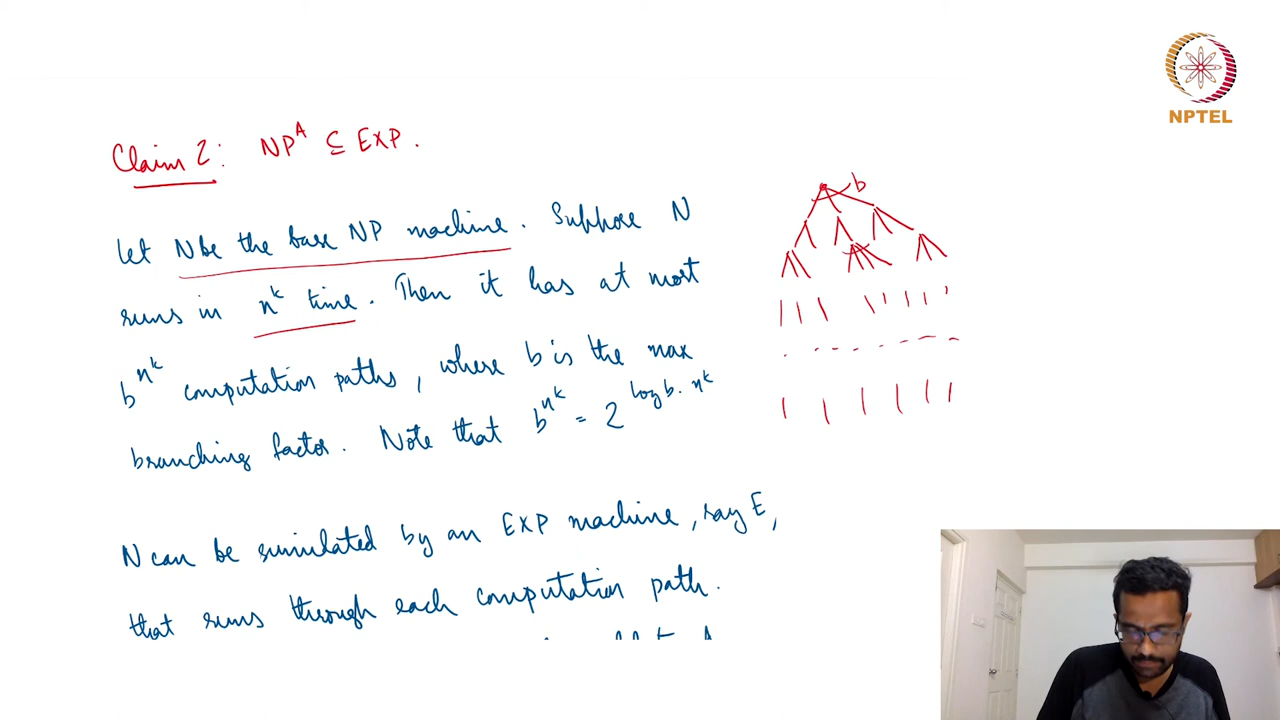 NPTEL
Claim 2: NP^A ⊆ EXP.
b
Let N be the base NP machine. Suppose N
runs in n^k time. Then it has at most
b^{n^k} computation paths, where b is the max
branching factor. Note that b^{n^k} = 2^{log b · n^k}
N can be simulated by an EXP machine, say E,
that runs through each computation path.